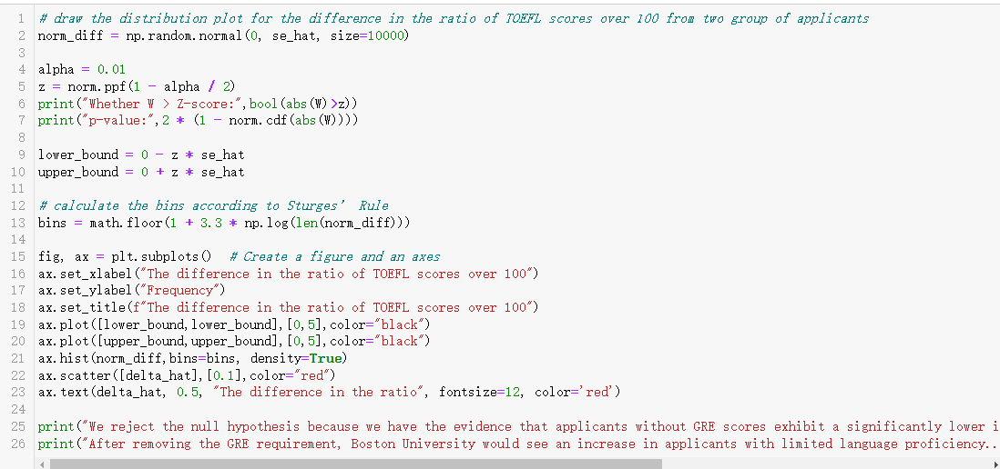 1 # draw the distribution plot for the difference in the ratio of TOEFL scores over 100 from two group of applicants
2 norm_diff = np.random.normal(0, se_hat, size=10000)
3
4 alpha = 0.01
5 z = norm.ppf(1 - alpha / 2)
6 print("Whether W > Z-score:",bool(abs(W)>z))
7 print("p-value:",2 * (1 - norm.cdf(abs(W))))
8
9 lower_bound = 0 - z * se_hat
10 upper_bound = 0 + z * se_hat
11
12 # calculate the bins according to Sturges’ Rule
13 bins = math.floor(1 + 3.3 * np.log(len(norm_diff)))
14
15 fig, ax = plt.subplots()  # Create a figure and an axes
16 ax.set_xlabel("The difference in the ratio of TOEFL scores over 100")
17 ax.set_ylabel("Frequency")
18 ax.set_title(f"The difference in the ratio of TOEFL scores over 100")
19 ax.plot([lower_bound,lower_bound],[0,5],color="black")
20 ax.plot([upper_bound,upper_bound],[0,5],color="black")
21 ax.hist(norm_diff,bins=bins, density=True)
22 ax.scatter([delta_hat],[0.1],color="red")
23 ax.text(delta_hat, 0.5, "The difference in the ratio", fontsize=12, color='red')
24
25 print("We reject the null hypothesis because we have the evidence that applicants without GRE scores exhibit a significantly lower i
26 print("After removing the GRE requirement, Boston University would see an increase in applicants with limited language proficiency..